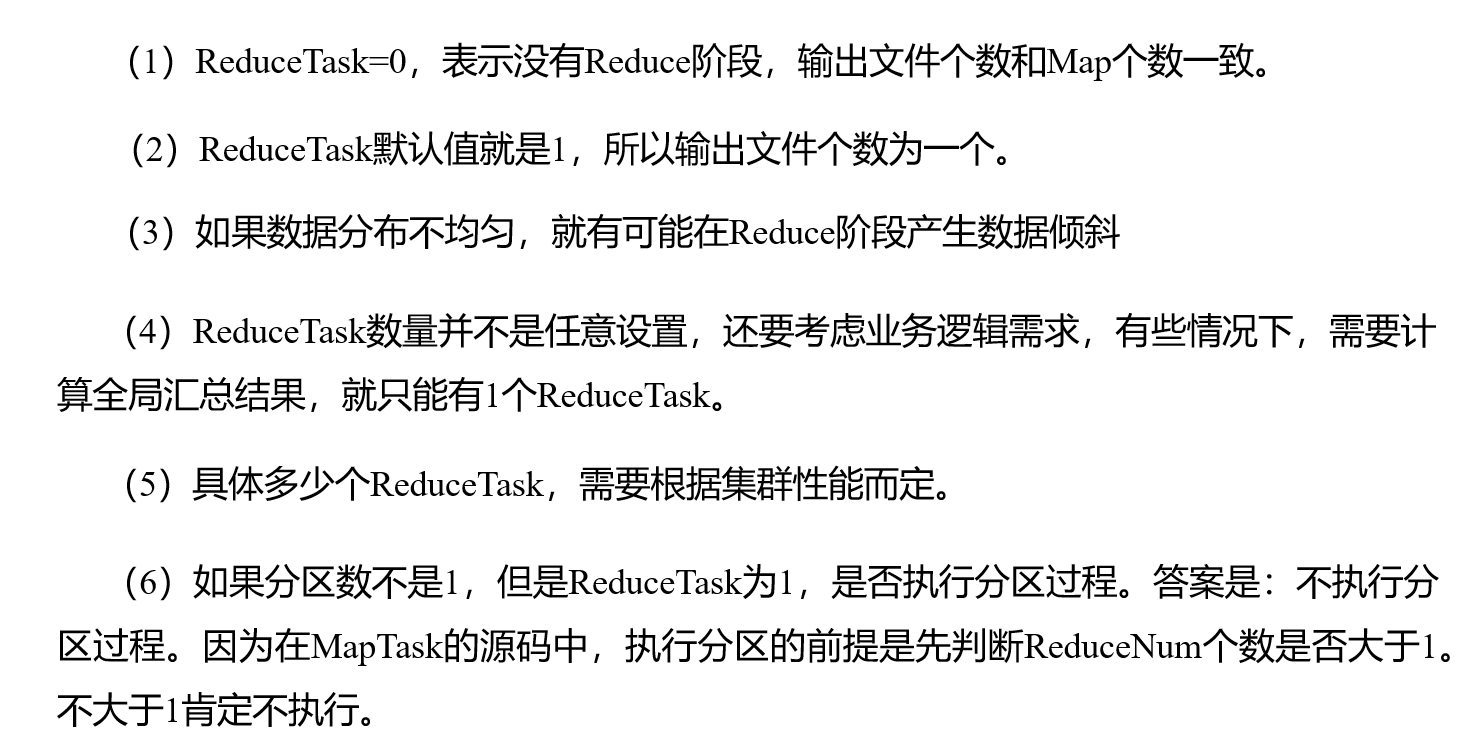 （1）ReduceTask=0，表示没有Reduce阶段，输出文件个数和Map个数一致。
（2）ReduceTask默认值就是1，所以输出文件个数为一个。
（3）如果数据分布不均匀，就有可能在Reduce阶段产生数据倾斜
（4）ReduceTask数量并不是任意设置，还要考虑业务逻辑需求，有些情况下，需要计
算全局汇总结果，就只能有1个ReduceTask。
（5）具体多少个ReduceTask，需要根据集群性能而定。
（6）如果分区数不是1，但是ReduceTask为1，是否执行分区过程。答案是：不执行分
区过程。因为在MapTask的源码中，执行分区的前提是先判断ReduceNum个数是否大于1。
不大于1肯定不执行。